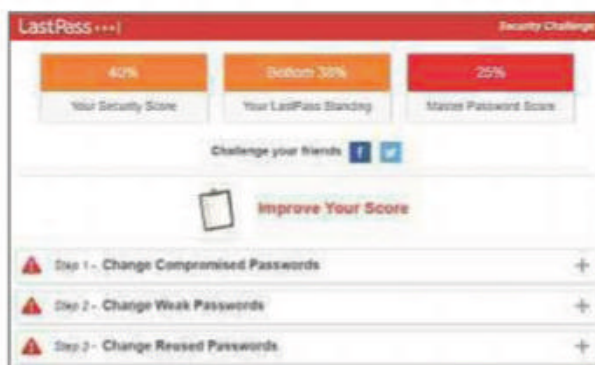 LastPass •••|
Security Challenge
40% Bottom 38% 25%
Your Security Score Your LastPass Standing Master Password Score
Challenge your friends f
Improve Your Score
Step 1 - Change Compromised Passwords +
Step 2 - Change Weak Passwords +
Step 3 - Change Reused Passwords +